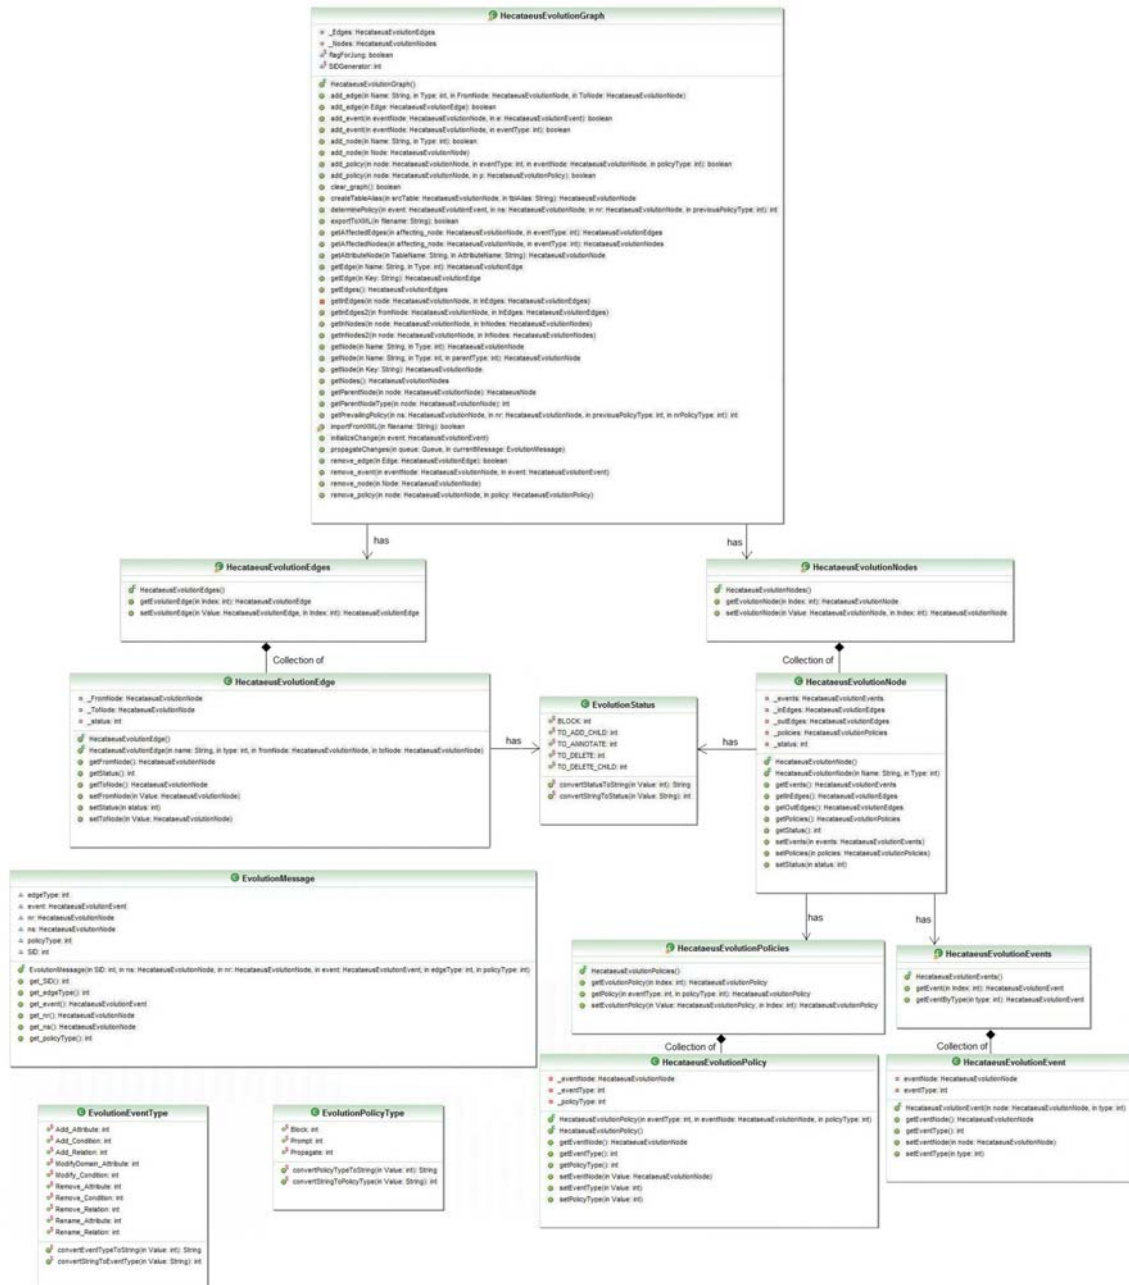 HecataeusEvolutionGraph
_Edges: HecataeusEvolutionEdges
_Nodes: HecataeusEvolutionNodes
flagForJung: boolean
SIDGenerator: int
HecataeusEvolutionGraph()
add_edge(in Name: String, in Type: int, in FromNode: HecataeusEvolutionNode, in ToNode: HecataeusEvolutionNode)
add_edge(in Edge: HecataeusEvolutionEdge): boolean
add_event(in eventNode: HecataeusEvolutionNode, in e: HecataeusEvolutionEvent): boolean
add_event(in eventNode: HecataeusEvolutionNode, in eventType: int): boolean
add_node(in Name: String, in Type: int): boolean
add_node(in Node: HecataeusEvolutionNode)
add_policy(in node: HecataeusEvolutionNode, in eventType: int, in eventNode: HecataeusEvolutionNode, in policyType: int): boolean
add_policy(in node: HecataeusEvolutionNode, in p: HecataeusEvolutionPolicy): boolean
clear_graph(): boolean
createTableAlias(in srcTable: HecataeusEvolutionNode, in tblAlias: String): HecataeusEvolutionNode
determinePolicy(in event: HecataeusEvolutionEvent, in ns: HecataeusEvolutionNode, in nr: HecataeusEvolutionNode, in previousPolicyType: int): int
exportToXML(in filename: String): boolean
getAffectedEdges(in affecting_node: HecataeusEvolutionNode, in eventType: int): HecataeusEvolutionEdges
getAffectedNodes(in affecting_node: HecataeusEvolutionNode, in eventType: int): HecataeusEvolutionNodes
getAttributeNode(in TableName: String, in AttributeName: String): HecataeusEvolutionNode
getEdge(in Name: String, in Type: int): HecataeusEvolutionEdge
getEdge(in Key: String): HecataeusEvolutionEdge
getEdges(): HecataeusEvolutionEdges
getInEdges(in node: HecataeusEvolutionNode, in InEdges: HecataeusEvolutionEdges)
getInEdges2(in fromNode: HecataeusEvolutionNode, in InEdges: HecataeusEvolutionEdges)
getInNodes(in node: HecataeusEvolutionNode, in InNodes: HecataeusEvolutionNodes)
getInNodes2(in node: HecataeusEvolutionNode, in InNodes: HecataeusEvolutionNodes)
getNode(in Name: String, in Type: int): HecataeusEvolutionNode
getNode(in Name: String, in Type: int, in parentType: int): HecataeusEvolutionNode
getNode(in Key: String): HecataeusEvolutionNode
getNodes(): HecataeusEvolutionNodes
getParentNode(in node: HecataeusEvolutionNode): HecataeusNode
getParentNodeType(in node: HecataeusEvolutionNode): int
getPrevailingPolicy(in ns: HecataeusEvolutionNode, in nr: HecataeusEvolutionNode, in previousPolicyType: int, in nrPolicyType: int): int
importFromXML(in filename: String): boolean
initializeChange(in event: HecataeusEvolutionEvent)
propagateChanges(in queue: Queue, in currentMessage: EvolutionMessage)
remove_edge(in Edge: HecataeusEvolutionEdge): boolean
remove_event(in eventNode: HecataeusEvolutionNode, in event: HecataeusEvolutionEvent)
remove_node(in Node: HecataeusEvolutionNode)
remove_policy(in node: HecataeusEvolutionNode, in policy: HecataeusEvolutionPolicy)
has
has
HecataeusEvolutionEdges
HecataeusEvolutionEdges()
getEvolutionEdge(in Index: int): HecataeusEvolutionEdge
setEvolutionEdge(in Value: HecataeusEvolutionEdge, in Index: int): HecataeusEvolutionEdge
HecataeusEvolutionNodes
HecataeusEvolutionNodes()
getEvolutionNode(in Index: int): HecataeusEvolutionNode
setEvolutionNode(in Value: HecataeusEvolutionNode, in Index: int): HecataeusEvolutionNode
Collection of
Collection of
HecataeusEvolutionEdge
_FromNode: HecataeusEvolutionNode
_ToNode: HecataeusEvolutionNode
_status: int
HecataeusEvolutionEdge()
HecataeusEvolutionEdge(in name: String, in type: int, in fromNode: HecataeusEvolutionNode, in toNode: HecataeusEvolutionNode)
getFromNode(): HecataeusEvolutionNode
getStatus(): int
getToNode(): HecataeusEvolutionNode
setFromNode(in Value: HecataeusEvolutionNode)
setStatus(in status: int)
setToNode(in Value: HecataeusEvolutionNode)
has
EvolutionStatus
BLOCK: int
TO_ADD_CHILD: int
TO_ANNOTATE: int
TO_DELETE: int
TO_DELETE_CHILD: int
convertStatusToString(in Value: int): String
convertStringToStatus(in Value: String): int
has
HecataeusEvolutionNode
_events: HecataeusEvolutionEvents
_inEdges: HecataeusEvolutionEdges
_outEdges: HecataeusEvolutionEdges
_policies: HecataeusEvolutionPolicies
_status: int
HecataeusEvolutionNode()
HecataeusEvolutionNode(in Name: String, in Type: int)
getEvents(): HecataeusEvolutionEvents
getInEdges(): HecataeusEvolutionEdges
getOutEdges(): HecataeusEvolutionEdges
getPolicies(): HecataeusEvolutionPolicies
getStatus(): int
setEvents(in events: HecataeusEvolutionEvents)
setPolicies(in policies: HecataeusEvolutionPolicies)
setStatus(in status: int)
EvolutionMessage
edgeType: int
event: HecataeusEvolutionEvent
nr: HecataeusEvolutionNode
ns: HecataeusEvolutionNode
policyType: int
SID: int
EvolutionMessage(in SID: int, in ns: HecataeusEvolutionNode, in nr: HecataeusEvolutionNode, in event: HecataeusEvolutionEvent, in edgeType: int, in policyType: int)
get_SID(): int
get_edgeType(): int
get_event(): HecataeusEvolutionEvent
get_nr(): HecataeusEvolutionNode
get_ns(): HecataeusEvolutionNode
get_policyType(): int
has
has
HecataeusEvolutionPolicies
HecataeusEvolutionPolicies()
getEvolutionPolicy(in Index: int): HecataeusEvolutionPolicy
getPolicy(in eventType: int, in policyType: int): HecataeusEvolutionPolicy
setEvolutionPolicy(in Value: HecataeusEvolutionPolicy, in Index: int): HecataeusEvolutionPolicy
HecataeusEvolutionEvents
HecataeusEvolutionEvents()
getEvent(in Index: int): HecataeusEvolutionEvent
getEventByType(in type: int): HecataeusEvolutionEvent
Collection of
Collection of
HecataeusEvolutionPolicy
_eventNode: HecataeusEvolutionNode
_eventType: int
_policyType: int
HecataeusEvolutionPolicy(in eventType: int, in eventNode: HecataeusEvolutionNode, in policyType: int)
HecataeusEvolutionPolicy()
getEventNode(): HecataeusEvolutionNode
getEventType(): int
getPolicyType(): int
setEventNode(in Value: HecataeusEvolutionNode)
setEventType(in Value: int)
setPolicyType(in Value: int)
HecataeusEvolutionEvent
eventNode: HecataeusEvolutionNode
eventType: int
HecataeusEvolutionEvent(in node: HecataeusEvolutionNode, in type: int)
getEventNode(): HecataeusEvolutionNode
getEventType(): int
setEventNode(in node: HecataeusEvolutionNode)
setEventType(in type: int)
EvolutionEventType
Add_Attribute: int
Add_Condition: int
Add_Relation: int
ModifyDomain_Attribute: int
Modify_Condition: int
Remove_Attribute: int
Remove_Condition: int
Remove_Relation: int
Rename_Attribute: int
Rename_Relation: int
convertEventTypeToString(in Value: int): String
convertStringToEventType(in Value: String): int
EvolutionPolicyType
Block: int
Prompt: int
Propagate: int
convertPolicyTypeToString(in Value: int): String
convertStringToPolicyType(in Value: String): int